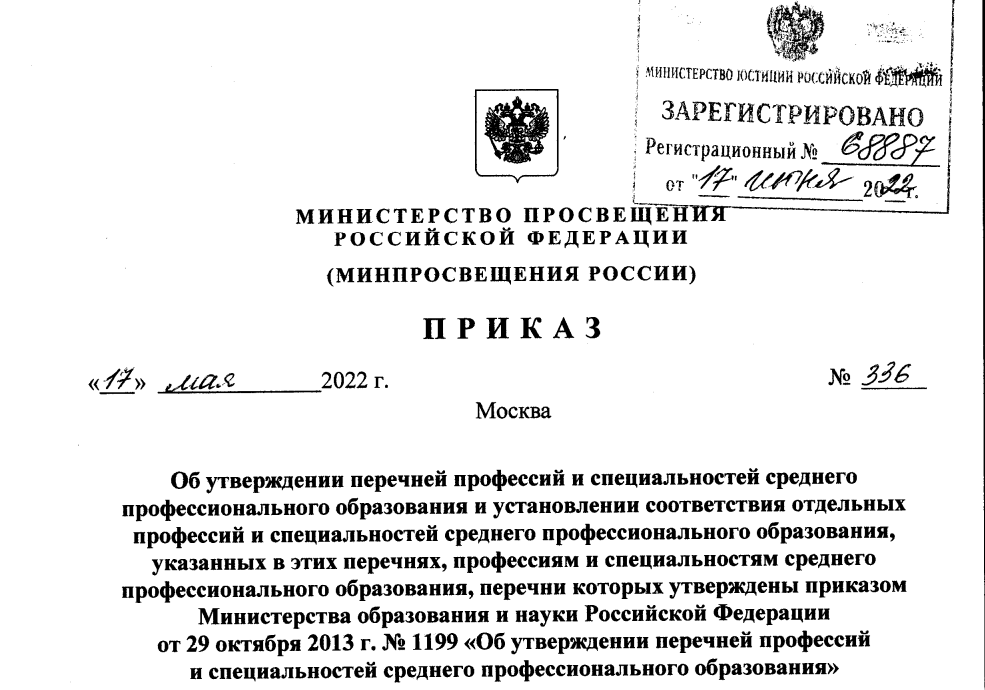 МИНИСТЕРСТВО ЮСТИЦИИ РОССИЙСКОЙ ФЕДЕРАЦИИ
ЗАРЕГИСТРИРОВАНО
Регистрационный № 68887
от "17" июня 2022г.
МИНИСТЕРСТВО ПРОСВЕЩЕНИЯ
РОССИЙСКОЙ ФЕДЕРАЦИИ
(МИНПРОСВЕЩЕНИЯ РОССИИ)
ПРИКАЗ
«17» мая 2022 г.
№ 336
Москва
Об утверждении перечней профессий и специальностей среднего
профессионального образования и установлении соответствия отдельных
профессий и специальностей среднего профессионального образования,
указанных в этих перечнях, профессиям и специальностям среднего
профессионального образования, перечни которых утверждены приказом
Министерства образования и науки Российской Федерации
от 29 октября 2013 г. № 1199 «Об утверждении перечней профессий
и специальностей среднего профессионального образования»